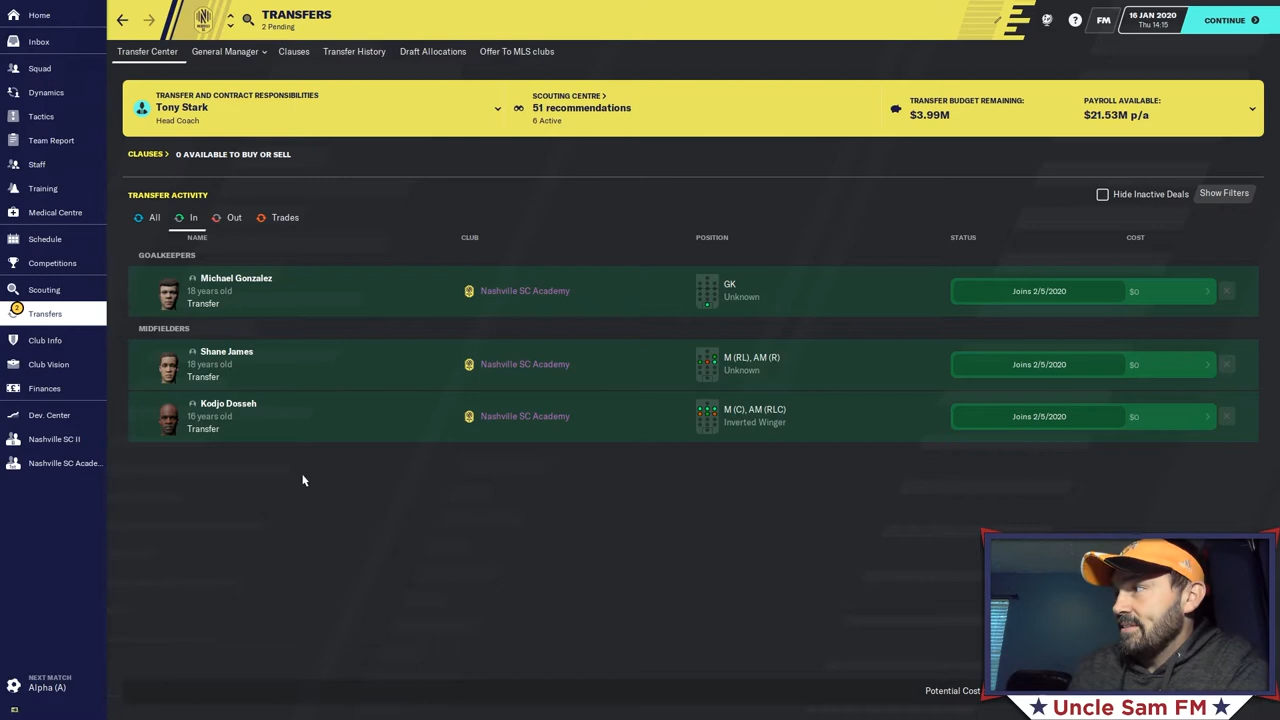 Home
Inbox
Squad
Dynamics
Tactics
Team Report
Staff
Training
Medical Centre
Schedule
Competitions
Scouting
2
Transfers
Club Info
Club Vision
Finances
Dev. Center
Nashville SC II
Nashville SC Acade...
NEXT MATCH
Alpha (A)
TRANSFERS
2 Pending
?
FM
16 JAN 2020
Thu 14:15
CONTINUE
Transfer Center
General Manager
Clauses
Transfer History
Draft Allocations
Offer To MLS clubs
TRANSFER AND CONTRACT RESPONSIBILITIES
Tony Stark
Head Coach
SCOUTING CENTRE >
51 recommendations
6 Active
TRANSFER BUDGET REMAINING:
$3.99M
PAYROLL AVAILABLE:
$21.53M p/a
CLAUSES > 0 AVAILABLE TO BUY OR SELL
TRANSFER ACTIVITY
Hide Inactive Deals
Show Filters
All
In
Out
Trades
NAME
CLUB
POSITION
STATUS
COST
GOALKEEPERS
Michael Gonzalez
18 years old
Transfer
Nashville SC Academy
GK
Unknown
Joins 2/5/2020
$0
MIDFIELDERS
Shane James
18 years old
Transfer
Nashville SC Academy
M (RL), AM (R)
Unknown
Joins 2/5/2020
$0
Kodjo Dosseh
16 years old
Transfer
Nashville SC Academy
M (C), AM (RLC)
Inverted Winger
Joins 2/5/2020
$0
Potential Cost
★ Uncle Sam FM ★